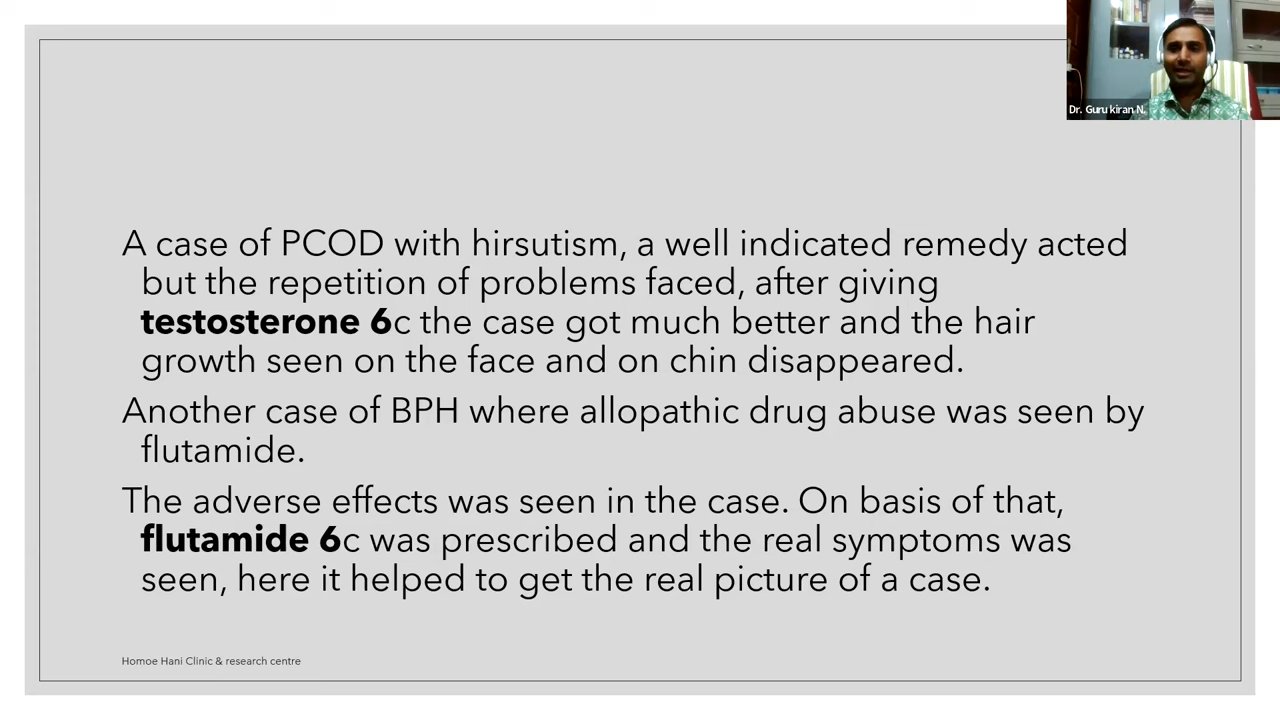 Dr. Guru kiran N.
A case of PCOD with hirsutism, a well indicated remedy acted
but the repetition of problems faced, after giving
testosterone 6c the case got much better and the hair
growth seen on the face and on chin disappeared.
Another case of BPH where allopathic drug abuse was seen by
flutamide.
The adverse effects was seen in the case. On basis of that,
flutamide 6c was prescribed and the real symptoms was
seen, here it helped to get the real picture of a case.
Homoe Hani Clinic & research centre